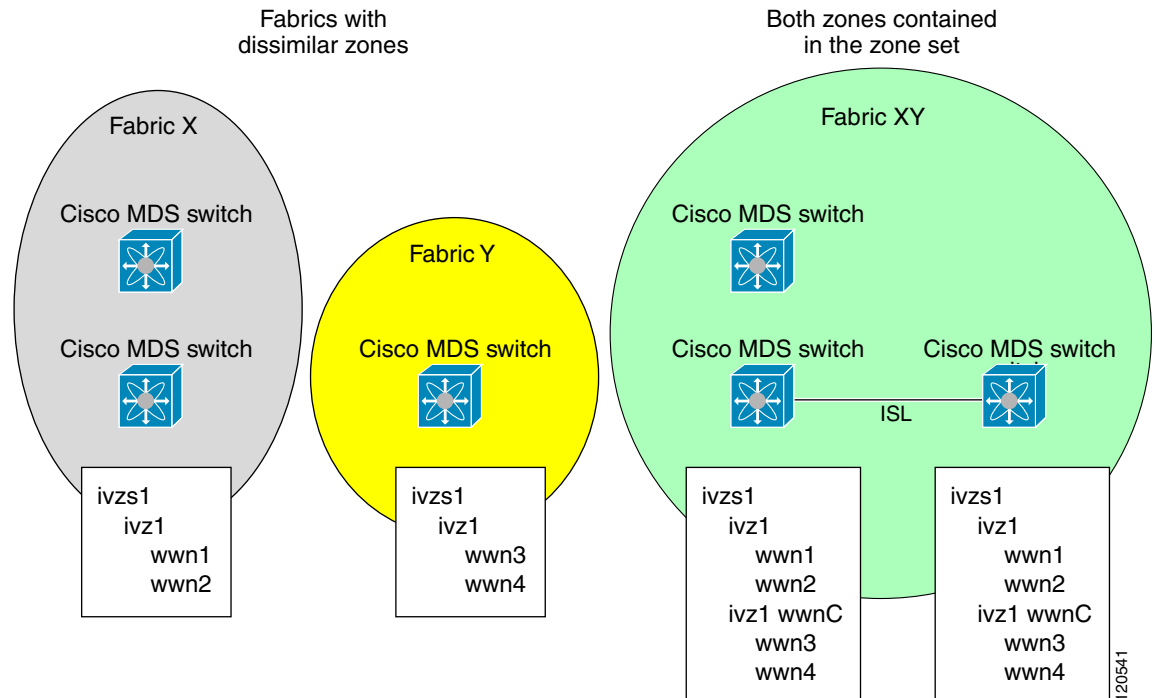 Fabrics with
dissimilar zones
Both zones contained
in the zone set
Fabric X
Cisco MDS switch
Cisco MDS switch
ivzs1
ivz1
wwn1
wwn2
Fabric Y
Cisco MDS switch
ivzs1
ivz1
wwn3
wwn4
Fabric XY
Cisco MDS switch
Cisco MDS switch
Cisco MDS switch
ISL
ivzs1
ivz1
wwn1
wwn2
ivz1 wwnC
wwn3
wwn4
ivzs1
ivz1
wwn1
wwn2
ivz1 wwnC
wwn3
wwn4
120541